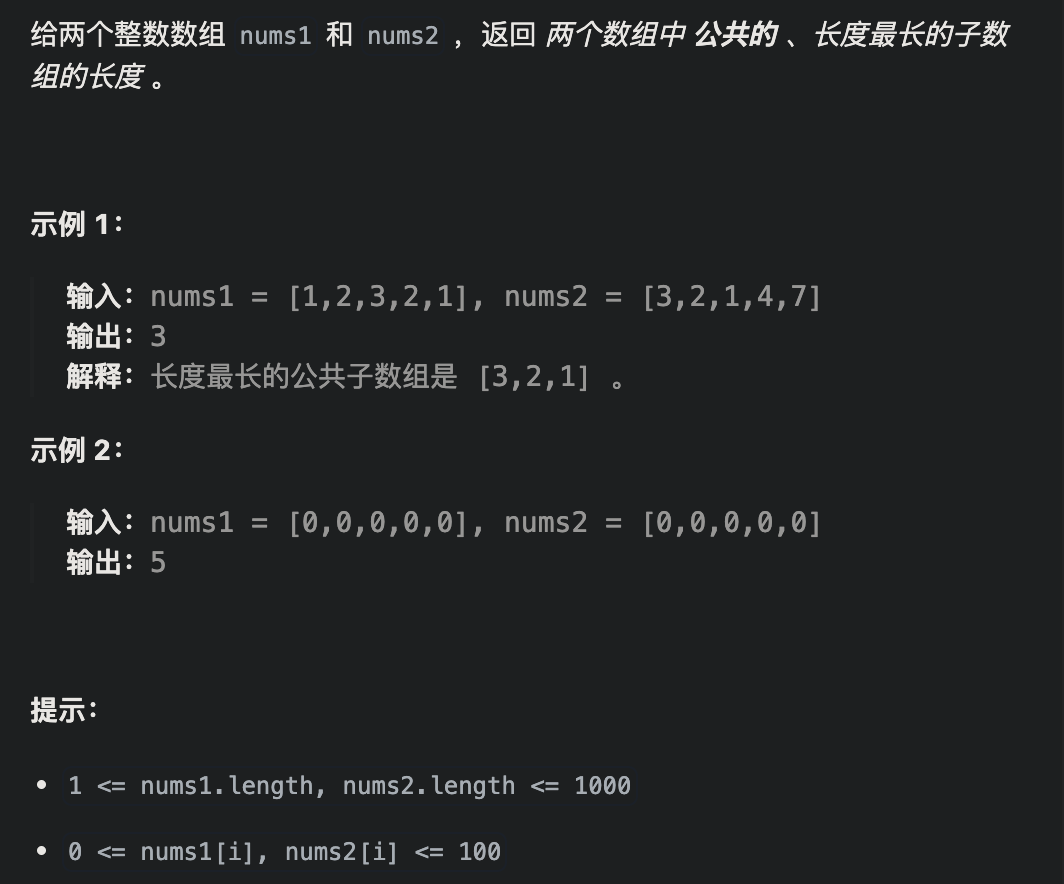 给两个整数数组 nums1 和 nums2 ，返回 两个数组中 公共的 、长度最长的子数
组的长度 。
示例 1：
输入：nums1 = [1,2,3,2,1], nums2 = [3,2,1,4,7]
输出：3
解释：长度最长的公共子数组是 [3,2,1] 。
示例 2：
输入：nums1 = [0,0,0,0,0], nums2 = [0,0,0,0,0]
输出：5
提示：
• 1 <= nums1.length, nums2.length <= 1000
• 0 <= nums1[i], nums2[i] <= 100